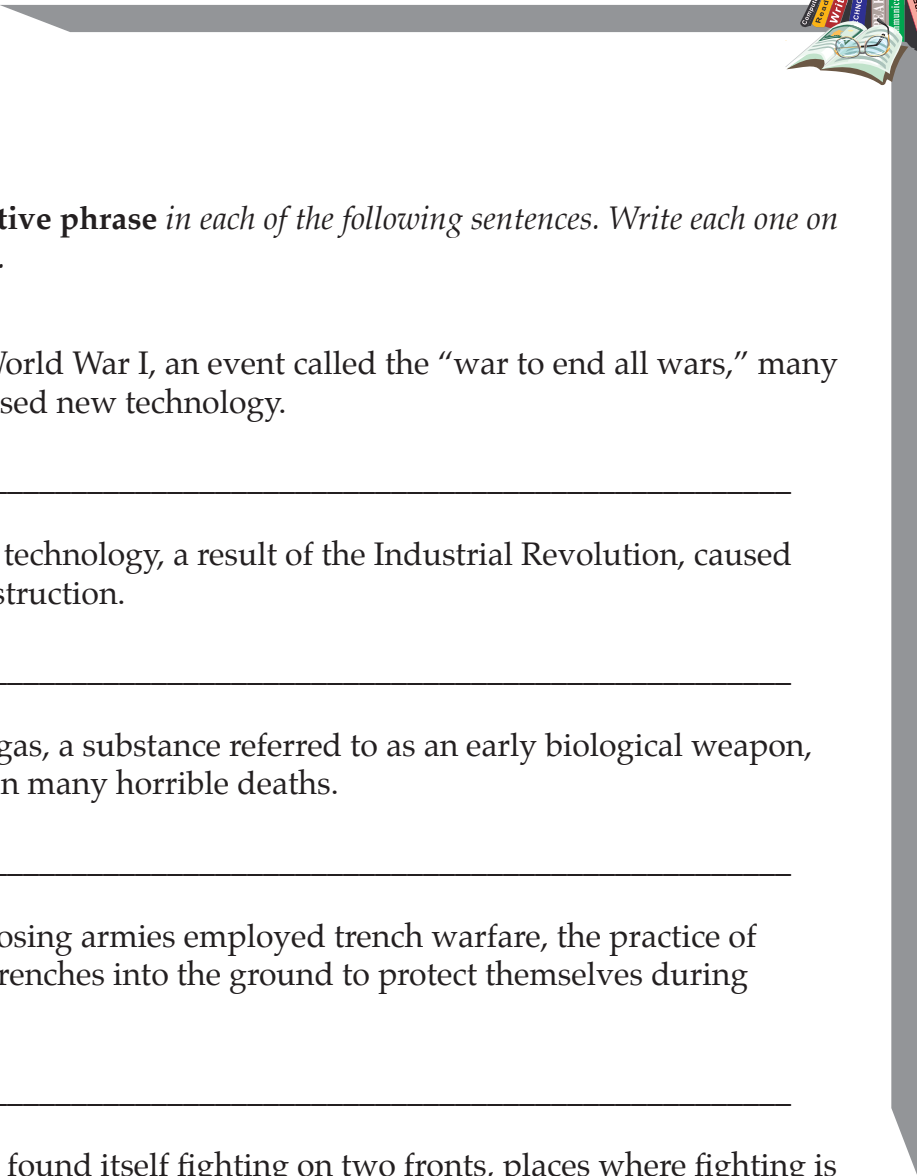 tive phrase in each of the following sentences. Write each one on
.
World War I, an event called the “war to end all wars,” many
sed new technology.
technology, a result of the Industrial Revolution, caused
struction.
gas, a substance referred to as an early biological weapon,
n many horrible deaths.
osing armies employed trench warfare, the practice of
renches into the ground to protect themselves during
found itself fighting on two fronts, places where fighting is